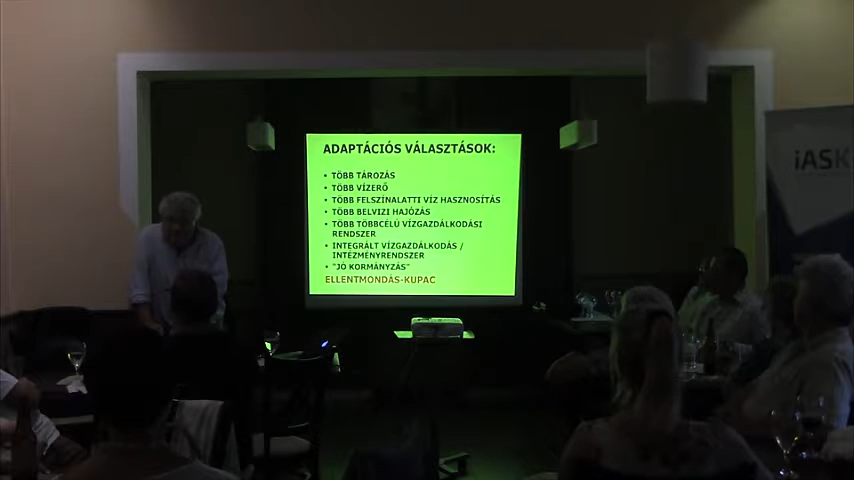 ADAPTÁCIÓS VÁLASZTÁSOK:
• TÖBB TÁROZÁS
• TÖBB VÍZERŐ
• TÖBB FELSZÍNALATTI VÍZ HASZNOSÍTÁS
• TÖBB BELVIZI HAJÓZÁS
• TÖBB TÖBBCÉLÚ VÍZGAZDÁLKODÁSI
RENDSZER
• INTEGRÁLT VÍZGAZDÁLKODÁS /
INTÉZMÉNYRENDSZER
• "JÓ KORMÁNYZÁS"
ELLENTMONDÁS-KUPAC
iASK